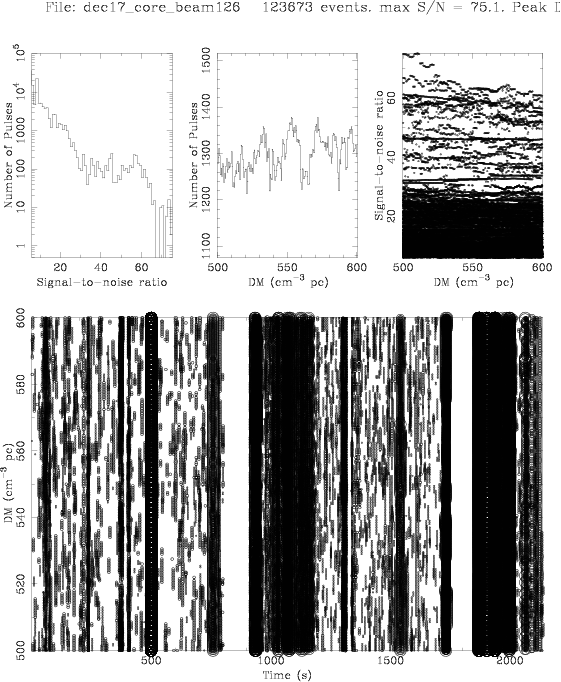 File: dec17_core_beam126 123673 events. max S/N = 75.1. Peak D
Number of Pulses
1 10 100 1000 10^4 10^5
20 40 60
Signal-to-noise ratio
Number of Pulses
1100 1200 1300 1400 1500
500 550 600
DM (cm^-3 pc)
Signal-to-noise ratio
20 40 60
500 550 600
DM (cm^-3 pc)
DM (cm^-3 pc)
500 520 540 560 580 600
500 1000 1500 2000
Time (s)